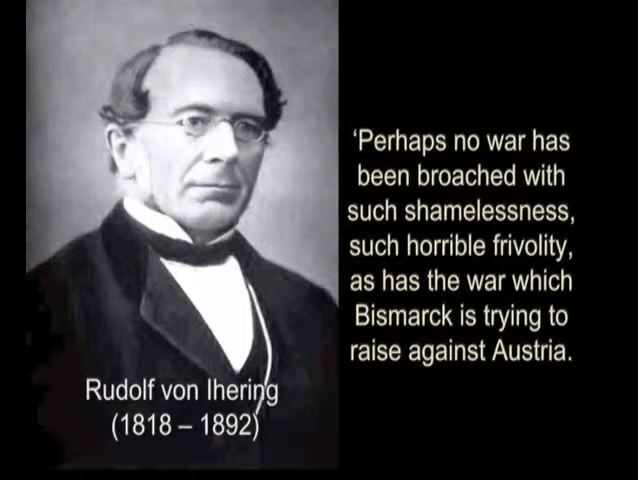 'Perhaps no war has
been broached with
such shamelessness,
such horrible frivolity,
as has the war which
Bismarck is trying to
raise against Austria.
Rudolf von Ihering
(1818 – 1892)